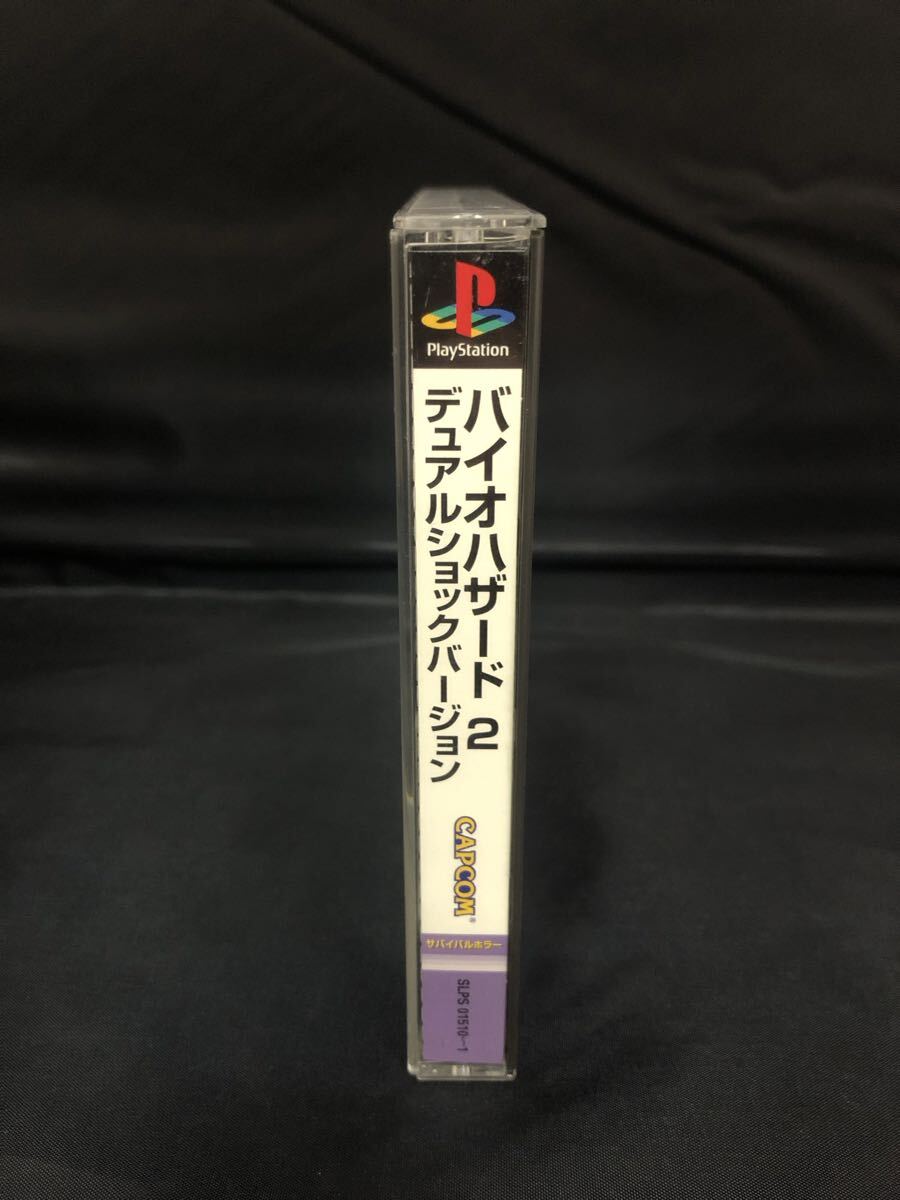 PlayStation
バイオハザード 2
デュアルショックバージョン
CAPCOM®
サバイバルホラー
SLPS 01510~1